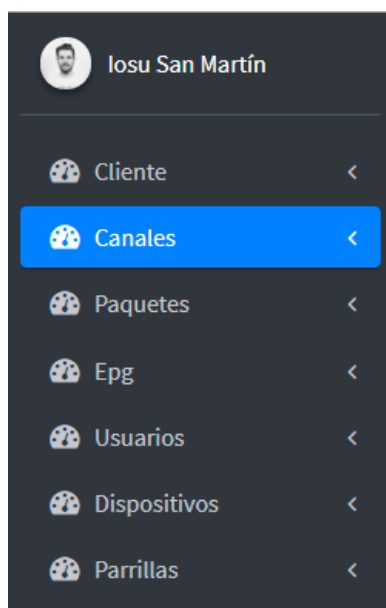 Iosu San Martín
Cliente
Canales
Paquetes
Epg
Usuarios
Dispositivos
Parrillas